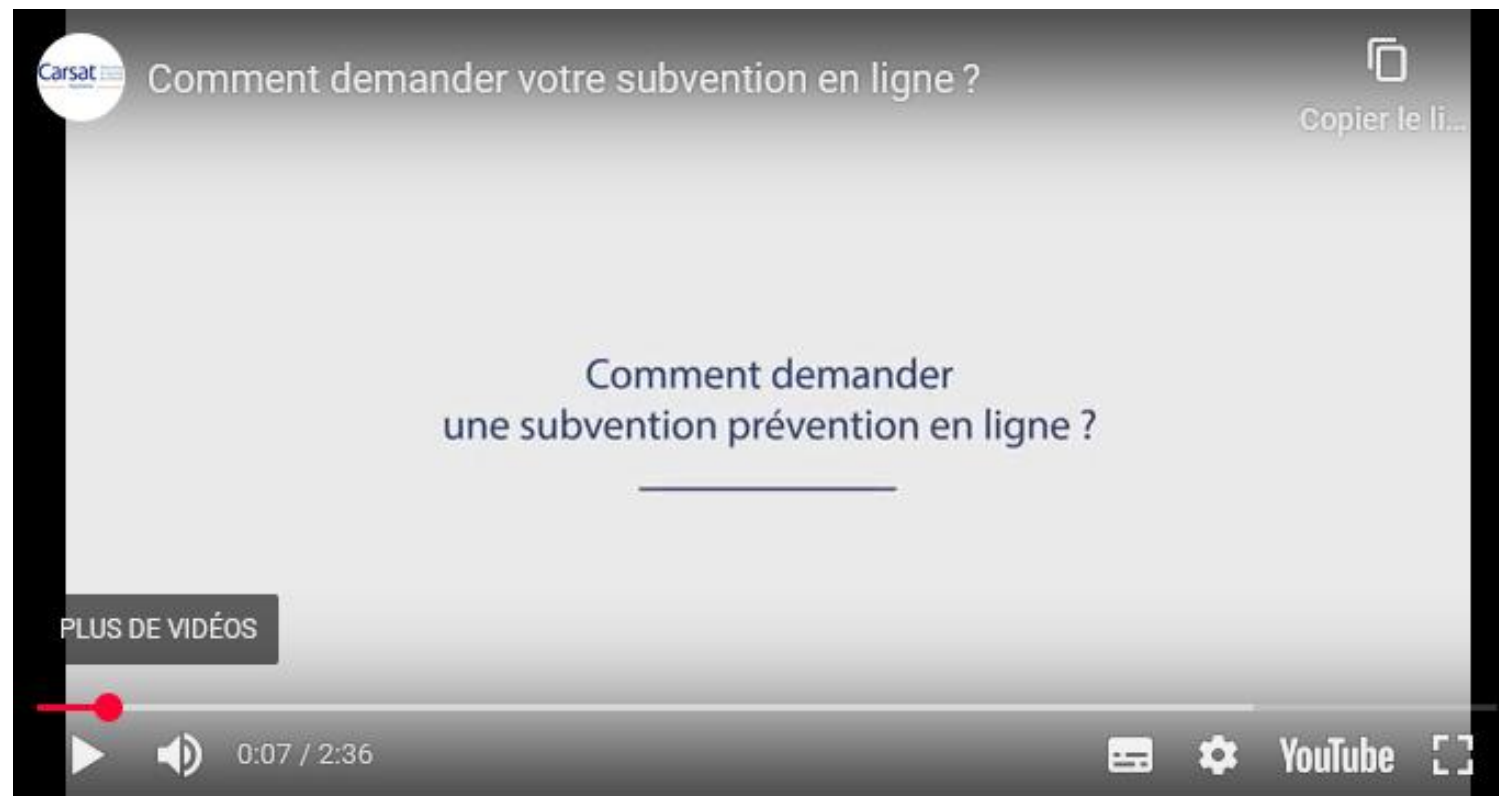 Carsat
Comment demander votre subvention en ligne ?
Copier le li...
Comment demander
une subvention prévention en ligne ?
PLUS DE VIDÉOS
0:07 / 2:36
YouTube